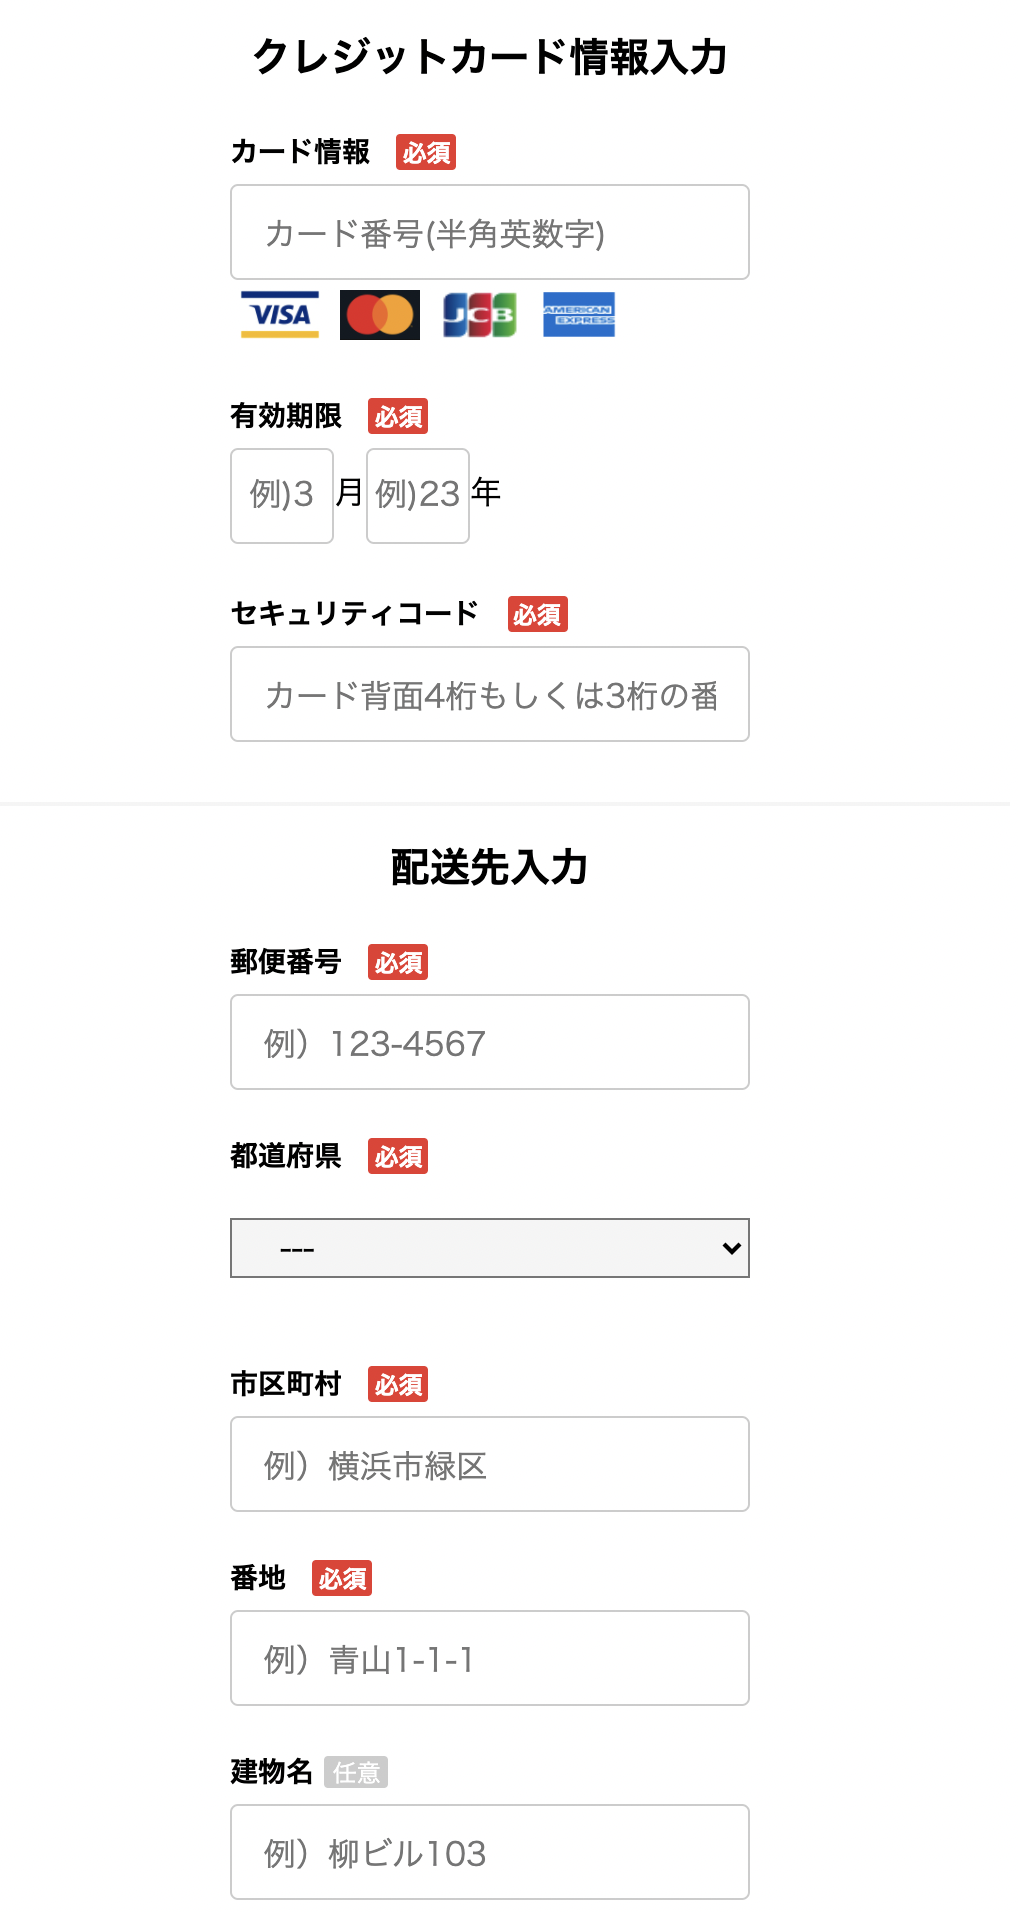 クレジットカード情報入力
カード情報 必須
カード番号(半角英数字)
VISA JCB AMERICAN EXPRESS
有効期限 必須
例)3 月 例)23 年
セキュリティコード 必須
カード背面4桁もしくは3桁の番
配送先入力
郵便番号 必須
例）123-4567
都道府県 必須
---
市区町村 必須
例）横浜市緑区
番地 必須
例）青山1-1-1
建物名 任意
例）柳ビル103